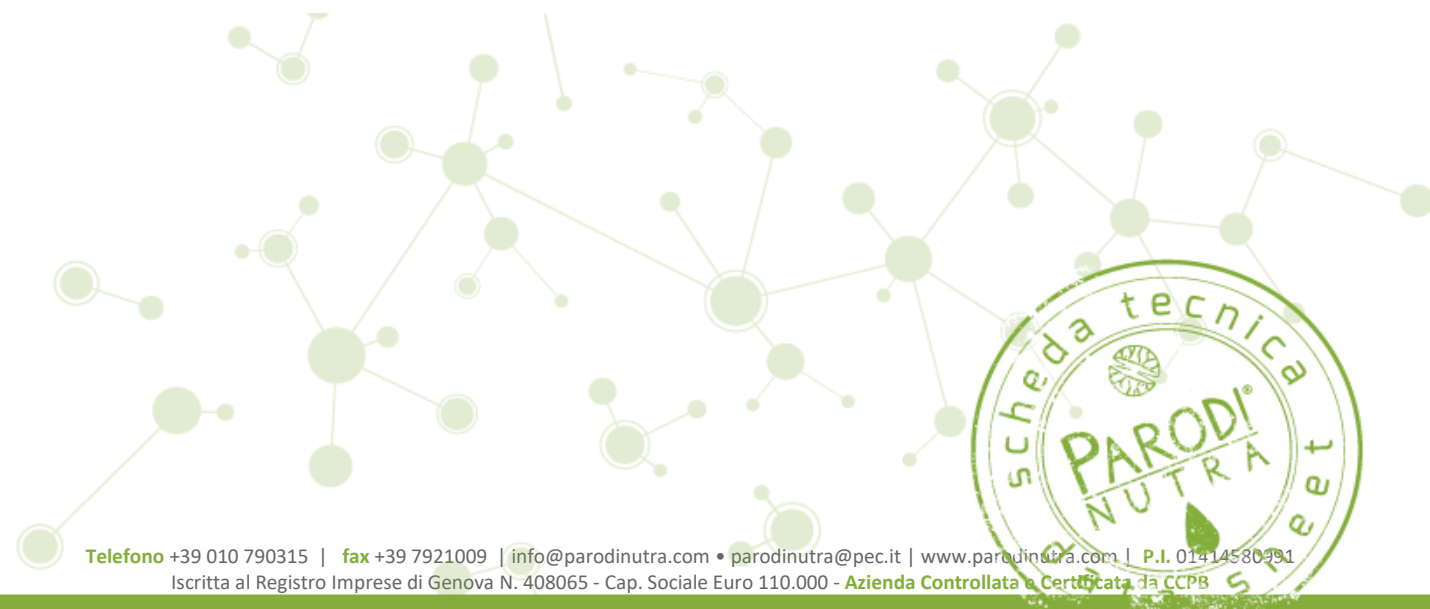 scheda tecnica
PARODI®
NUTRA
Telefono +39 010 790315 | fax +39 7921009 | info@parodinutra.com • parodinutra@pec.it | www.parodinutra.com | P.I. 01414580991
Iscritta al Registro Imprese di Genova N. 408065 - Cap. Sociale Euro 110.000 - Azienda Controllata e Certificata da CCPB